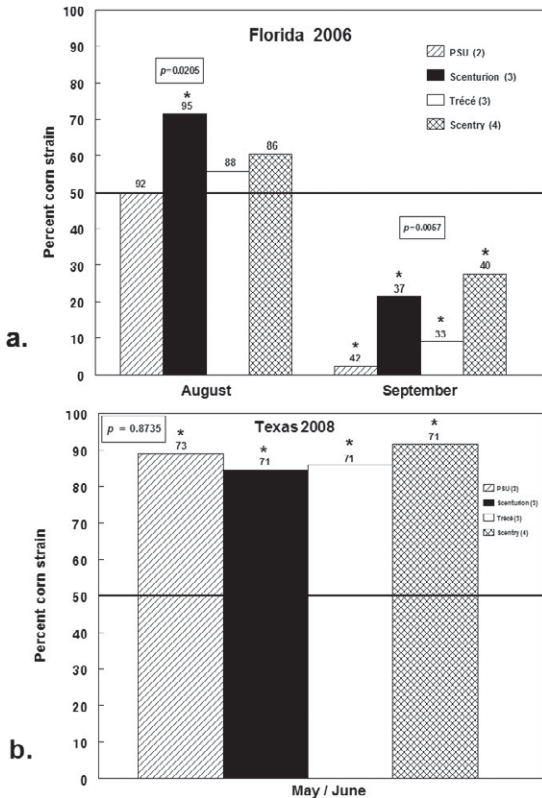 Florida 2006
PSU (2)
Scenturion (3)
Trécé (3)
Scentry (4)
p=0.0205
*
95
92
88
86
p=0.0057
*
42
*
37
*
33
*
40
Percent corn strain
100
90
80
70
60
50
40
30
20
10
0
August September
a.
Texas 2008
p = 0.8735
*
73
*
71
*
71
*
71
PSU (3)
Scenturion (3)
Trécé (3)
Scentry (4)
Percent corn strain
100
90
80
70
60
50
40
30
20
10
0
May / June
b.